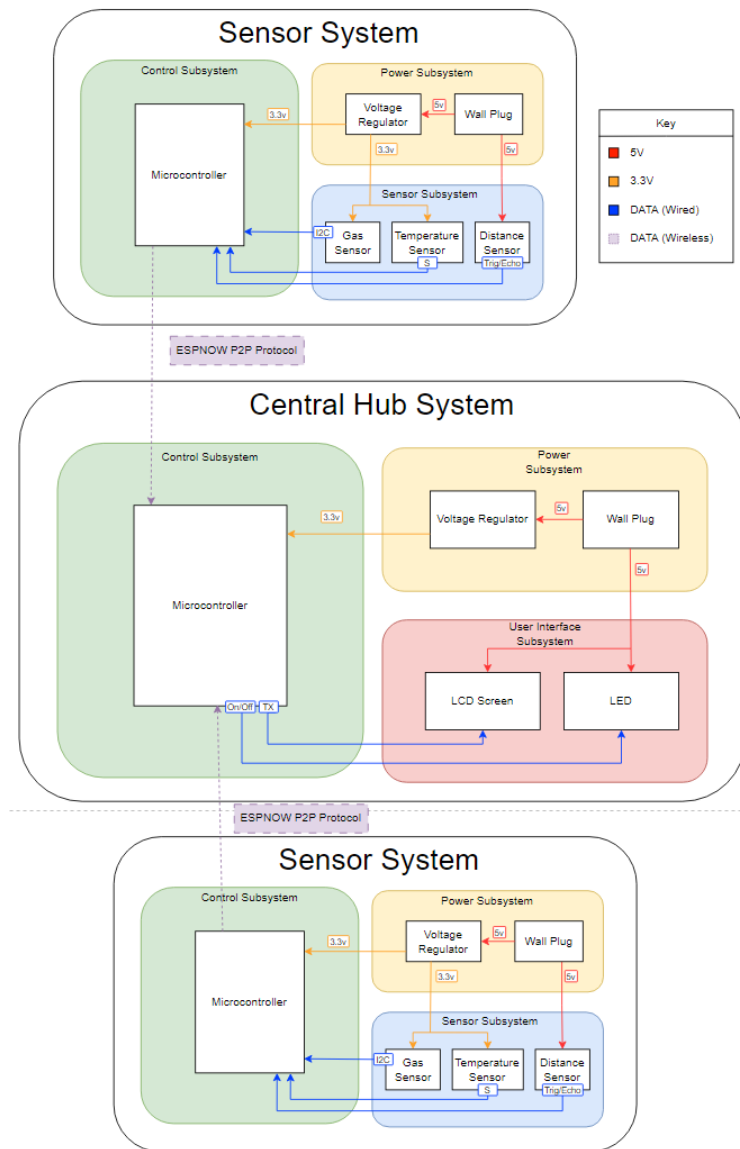 Sensor System
Control Subsystem
Power Subsystem
Microcontroller
3.3v
Voltage
Regulator
5v
Wall Plug
3.3v
5v
Sensor Subsystem
I2C
Gas
Sensor
Temperature
Sensor
S
Distance
Sensor
Trig/Echo
Key
5V
3.3V
DATA (Wired)
DATA (Wireless)
ESPNOW P2P Protocol
Central Hub System
Control Subsystem
Power
Subsystem
Microcontroller
3.3v
Voltage Regulator
5v
Wall Plug
5v
User Interface
Subsystem
LCD Screen
LED
On/Off
TX
ESPNOW P2P Protocol
Sensor System
Control Subsystem
Power Subsystem
Microcontroller
3.3v
Voltage
Regulator
5v
Wall Plug
3.3v
5v
Sensor Subsystem
I2C
Gas
Sensor
Temperature
Sensor
S
Distance
Sensor
Trig/Echo